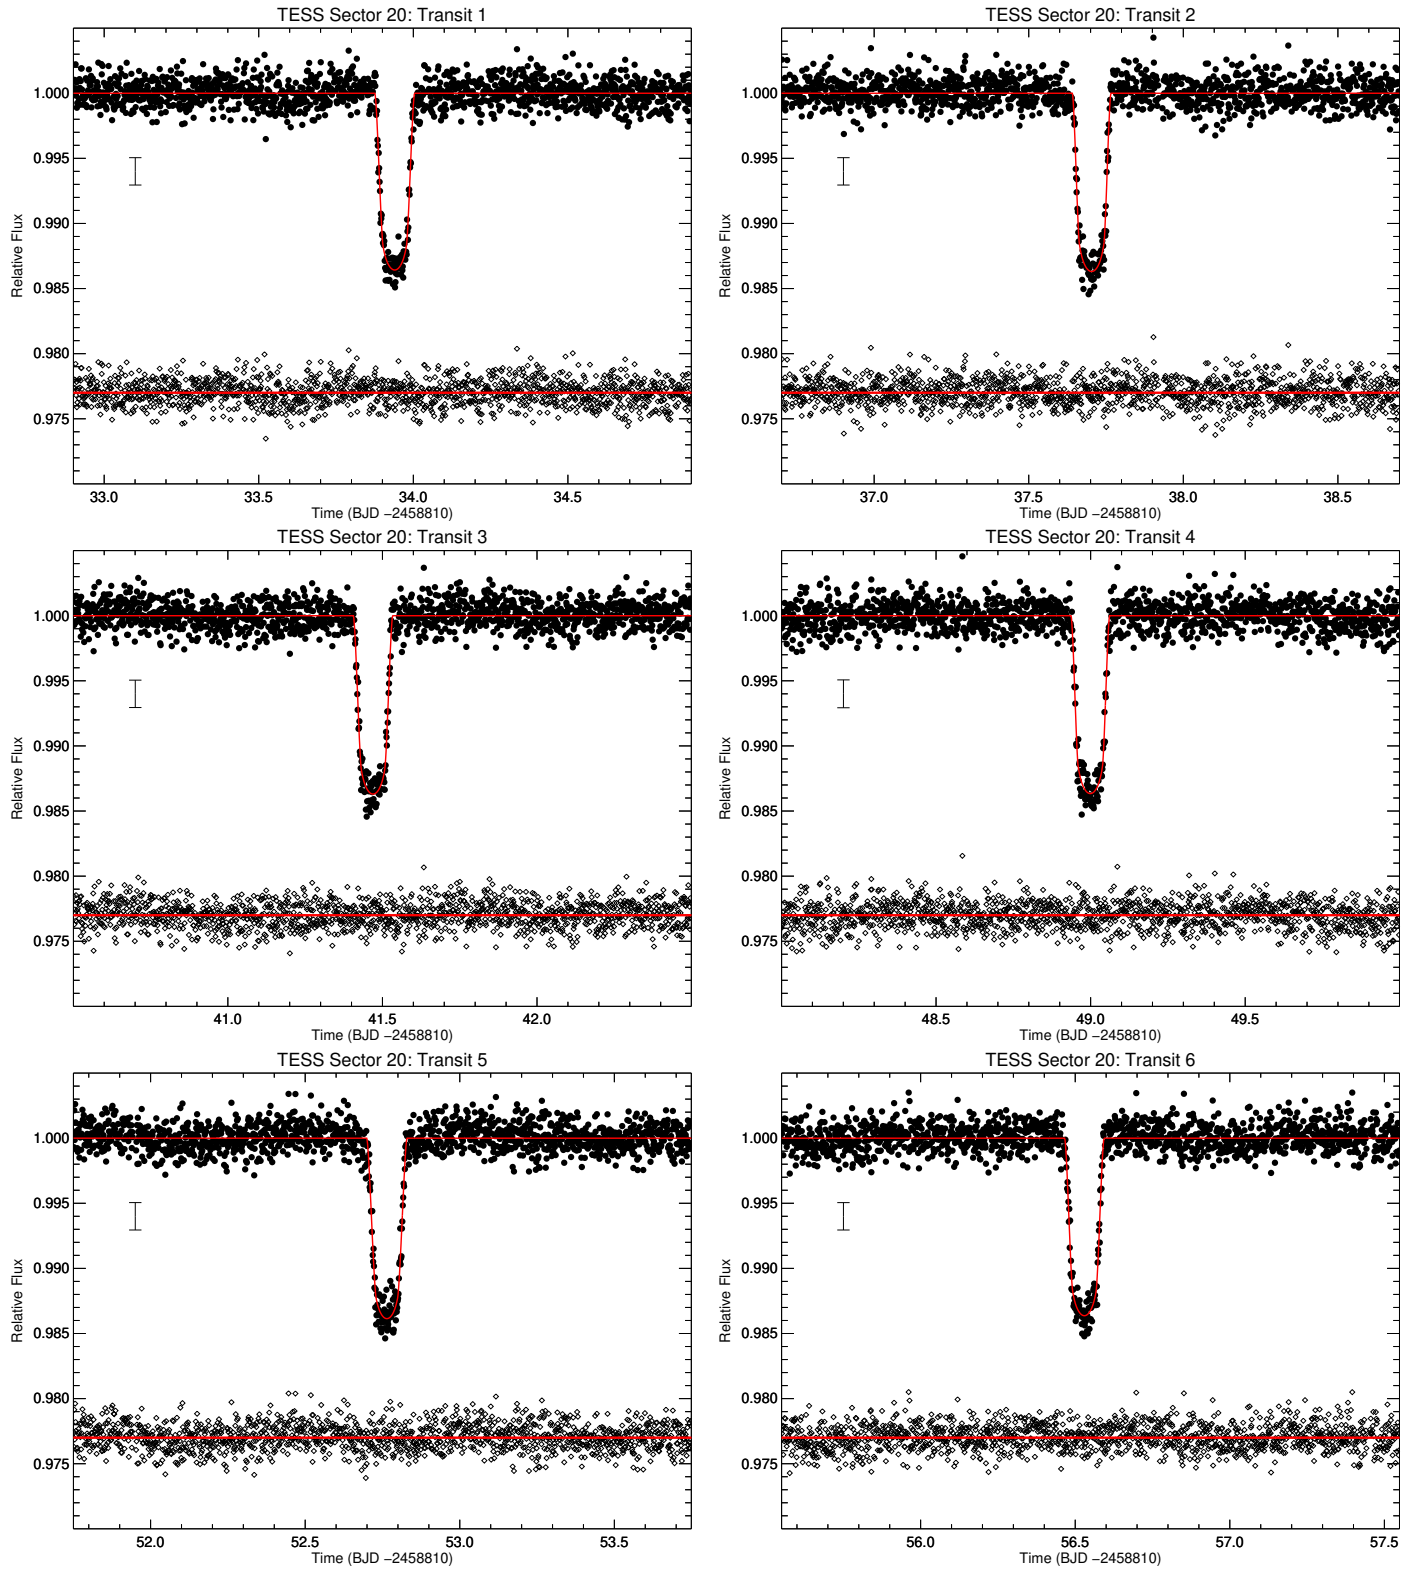 TESS Sector 20: Transit 1
1.000
0.995
0.990
0.985
0.980
0.975
Relative Flux
33.0 33.5 34.0 34.5
Time (BJD −2458810)
TESS Sector 20: Transit 2
1.000
0.995
0.990
0.985
0.980
0.975
Relative Flux
37.0 37.5 38.0 38.5
Time (BJD −2458810)
TESS Sector 20: Transit 3
1.000
0.995
0.990
0.985
0.980
0.975
Relative Flux
41.0 41.5 42.0
Time (BJD −2458810)
TESS Sector 20: Transit 4
1.000
0.995
0.990
0.985
0.980
0.975
Relative Flux
48.5 49.0 49.5
Time (BJD −2458810)
TESS Sector 20: Transit 5
1.000
0.995
0.990
0.985
0.980
0.975
Relative Flux
52.0 52.5 53.0 53.5
Time (BJD −2458810)
TESS Sector 20: Transit 6
1.000
0.995
0.990
0.985
0.980
0.975
Relative Flux
56.0 56.5 57.0 57.5
Time (BJD −2458810)